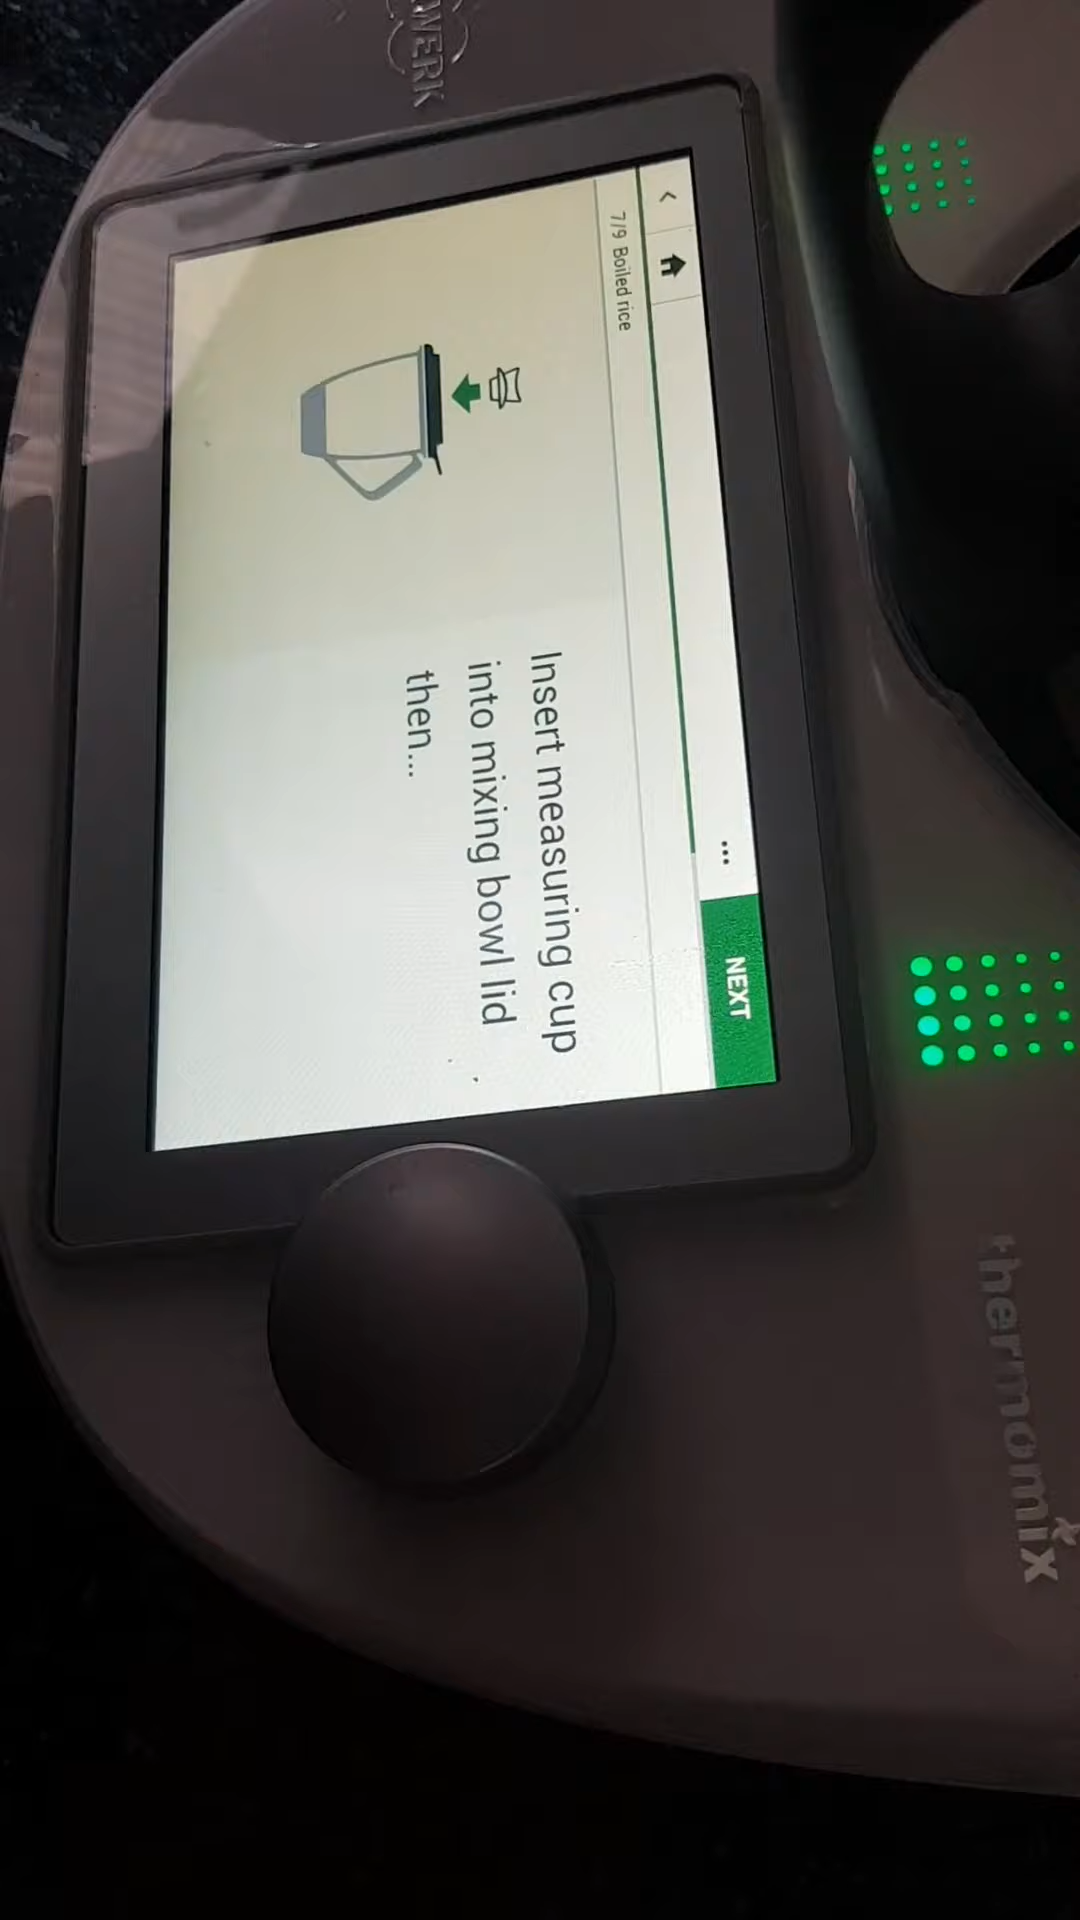 7/9 Boiled rice
...
NEXT
Insert measuring cup
into mixing bowl lid
then...
thermomix